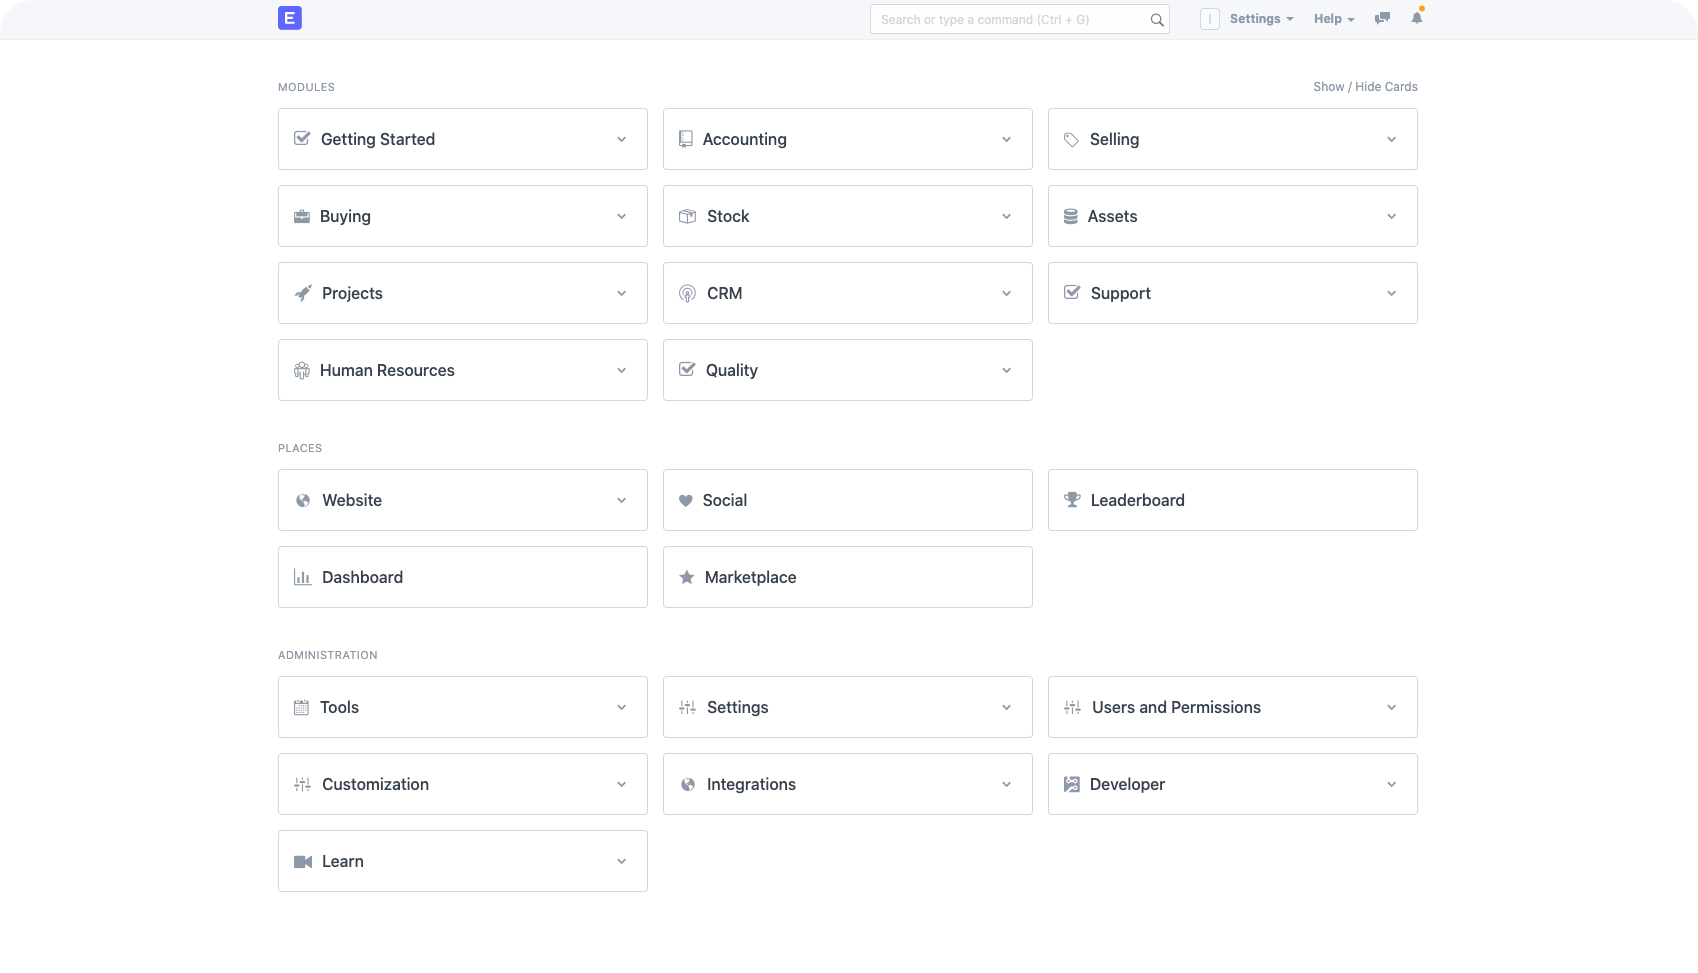 E
Search or type a command (Ctrl + G)
I
Settings
Help
MODULES
Show / Hide Cards
Getting Started
Accounting
Selling
Buying
Stock
Assets
Projects
CRM
Support
Human Resources
Quality
PLACES
Website
Social
Leaderboard
Dashboard
Marketplace
ADMINISTRATION
Tools
Settings
Users and Permissions
Customization
Integrations
Developer
Learn